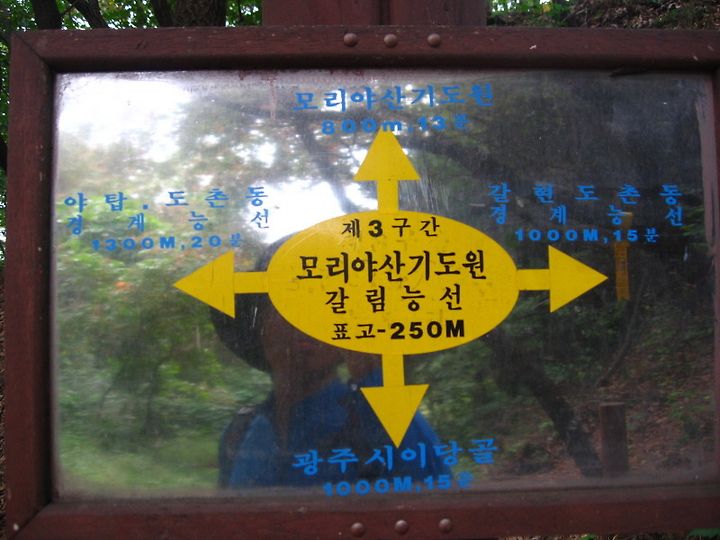 모리야산기도원
800m,13분
야탑.도촌동
경계능선
1300M,20분
갈현도촌동
경계능선
1000M,15분
제3구간
모리야산기도원
갈림능선
표고-250M
광주시이당골
1000M,15분